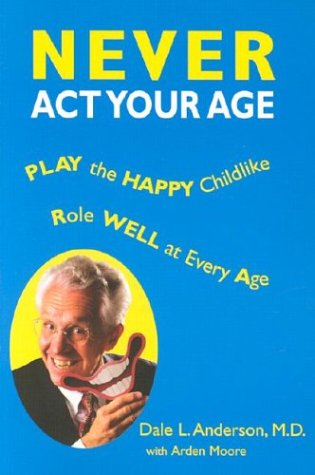 NEVER
ACT YOUR AGE
PLAY the HAPPY Childlike
Role WELL at Every Age
Dale L. Anderson, M.D.
with Arden Moore